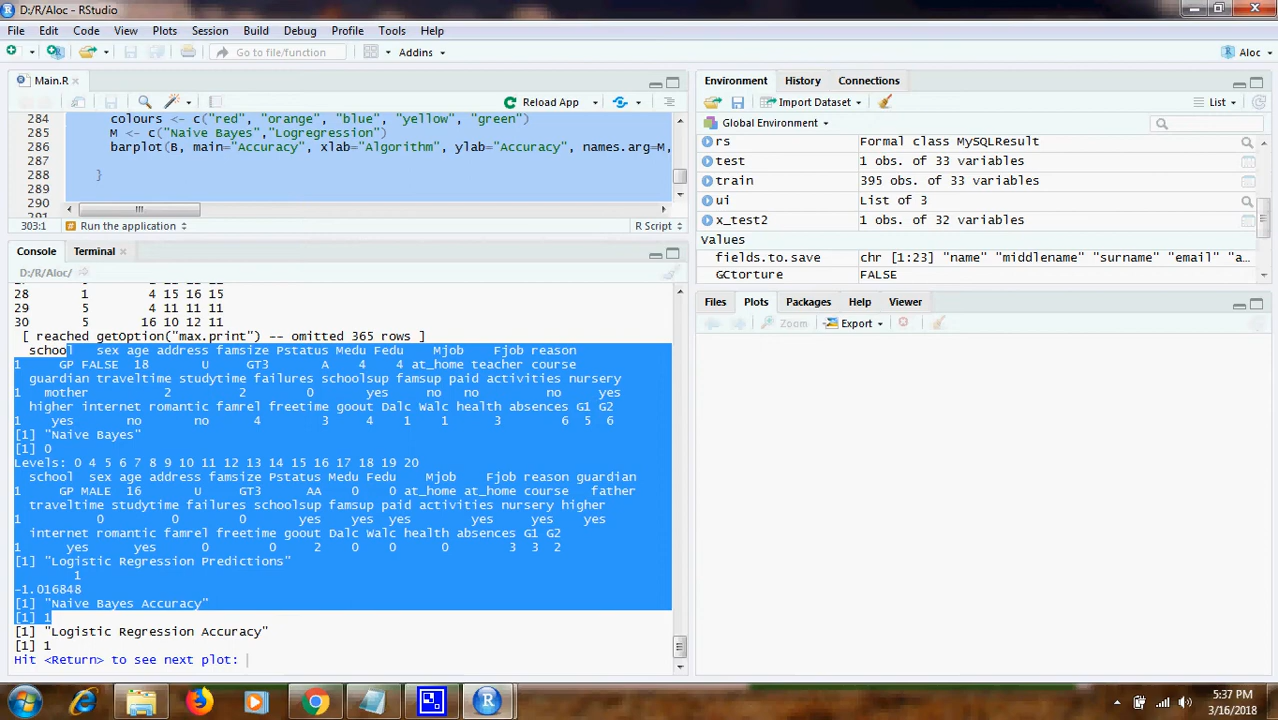 D:/R/Aloc - RStudio
File Edit Code View Plots Session Build Debug Profile Tools Help
Go to file/function Addins Aloc
Main.R
Reload App
284 colours <- c("red", "orange", "blue", "yellow", "green")
285 M <- c("Naive Bayes","Logregression")
286 barplot(B, main="Accuracy", xlab="Algorithm", ylab="Accuracy", names.arg=M,
287
288 }
289
290
303:1 # Run the application R Script
Console Terminal
D:/R/Aloc/
28 1 4 15 16 15
29 5 4 11 11 11
30 5 16 10 12 11
[ reached getOption("max.print") -- omitted 365 rows ]
school sex age address famsize Pstatus Medu Fedu Mjob Fjob reason
1 GP FALSE 18 U GT3 A 4 4 at_home teacher course
guardian traveltime studytime failures schoolsup famsup paid activities nursery
1 mother 2 2 0 yes no no no yes
higher internet romantic famrel freetime goout Dalc Walc health absences G1 G2
1 yes no no 4 3 4 1 1 3 6 5 6
[1] "Naive Bayes"
[1] 0
Levels: 0 4 5 6 7 8 9 10 11 12 13 14 15 16 17 18 19 20
school sex age address famsize Pstatus Medu Fedu Mjob Fjob reason guardian
1 GP MALE 16 U GT3 AA 0 0 at_home at_home course father
traveltime studytime failures schoolsup famsup paid activities nursery higher
1 0 0 0 yes yes yes yes yes yes
internet romantic famrel freetime goout Dalc Walc health absences G1 G2
1 yes yes 0 0 2 0 0 0 3 3 2
[1] "Logistic Regression Predictions"
1
-1.016848
[1] "Naive Bayes Accuracy"
[1] 1
[1] "Logistic Regression Accuracy"
[1] 1
Hit <Return> to see next plot:
Environment History Connections
Import Dataset List
Global Environment
rs Formal class MySQLResult
test 1 obs. of 33 variables
train 395 obs. of 33 variables
ui List of 3
x_test2 1 obs. of 32 variables
Values
fields.to.save chr [1:23] "name" "middlename" "surname" "email" "a…
GCtorture FALSE
Files Plots Packages Help Viewer
Zoom Export
5:37 PM
3/16/2018